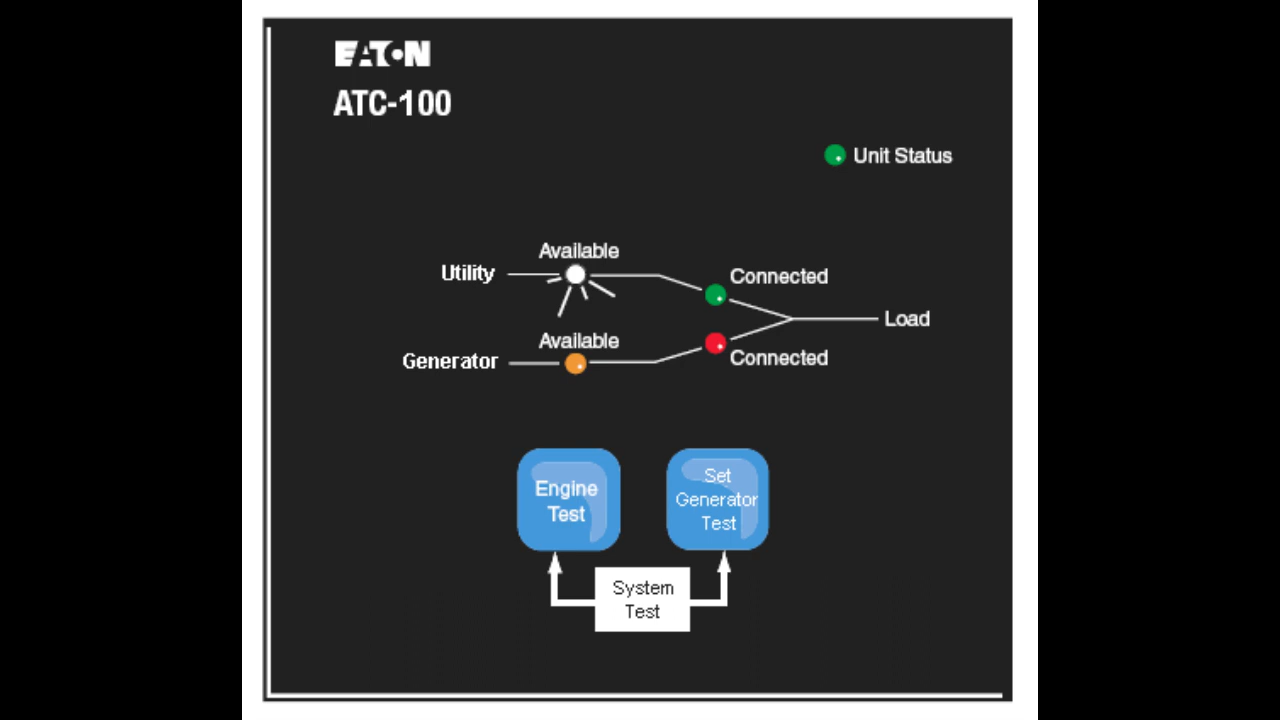 EATON
ATC-100
Unit Status
Available
Utility
Connected
Load
Available
Generator
Connected
Engine
Test
Set
Generator
Test
System
Test